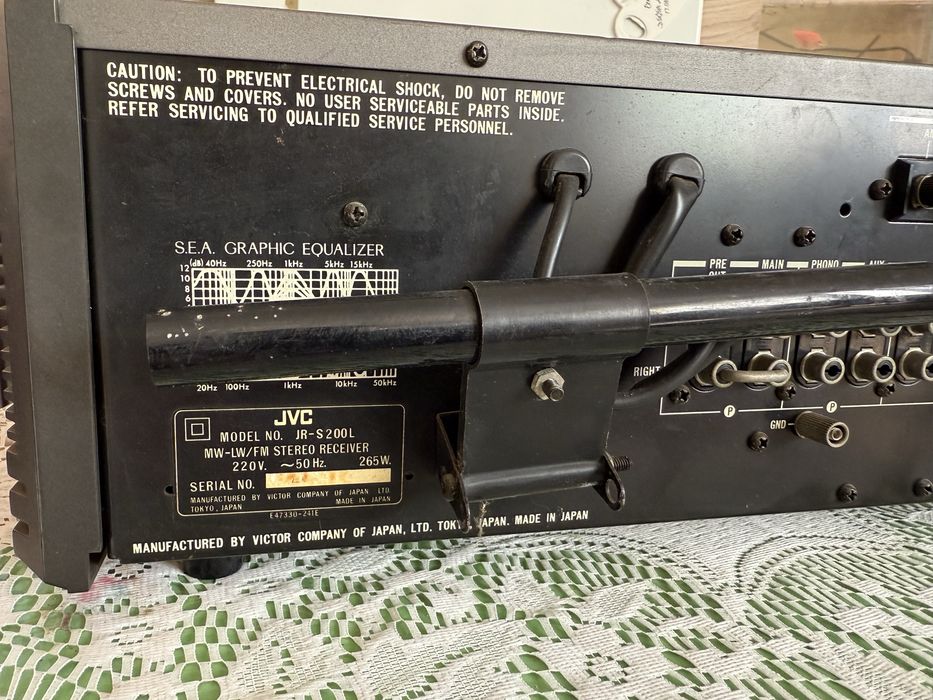 CAUTION: TO PREVENT ELECTRICAL SHOCK, DO NOT REMOVE
SCREWS AND COVERS. NO USER SERVICEABLE PARTS INSIDE.
REFER SERVICING TO QUALIFIED SERVICE PERSONNEL.
S.E.A. GRAPHIC EQUALIZER
(dB) 40Hz 250Hz 1kHz 5kHz 15kHz
12
10
8
6
20Hz 100Hz 1kHz 10kHz 50kHz
PRE MAIN PHONO AUX
OUT
RIGHT
P P
GND
JVC
MODEL NO. JR-S200L
MW-LW/FM STEREO RECEIVER
220V. ~50Hz. 265W.
SERIAL NO.
MANUFACTURED BY VICTOR COMPANY OF JAPAN LTD.
TOKYO, JAPAN MADE IN JAPAN
E47330-241E
MANUFACTURED BY VICTOR COMPANY OF JAPAN, LTD. TOKYO, JAPAN. MADE IN JAPAN